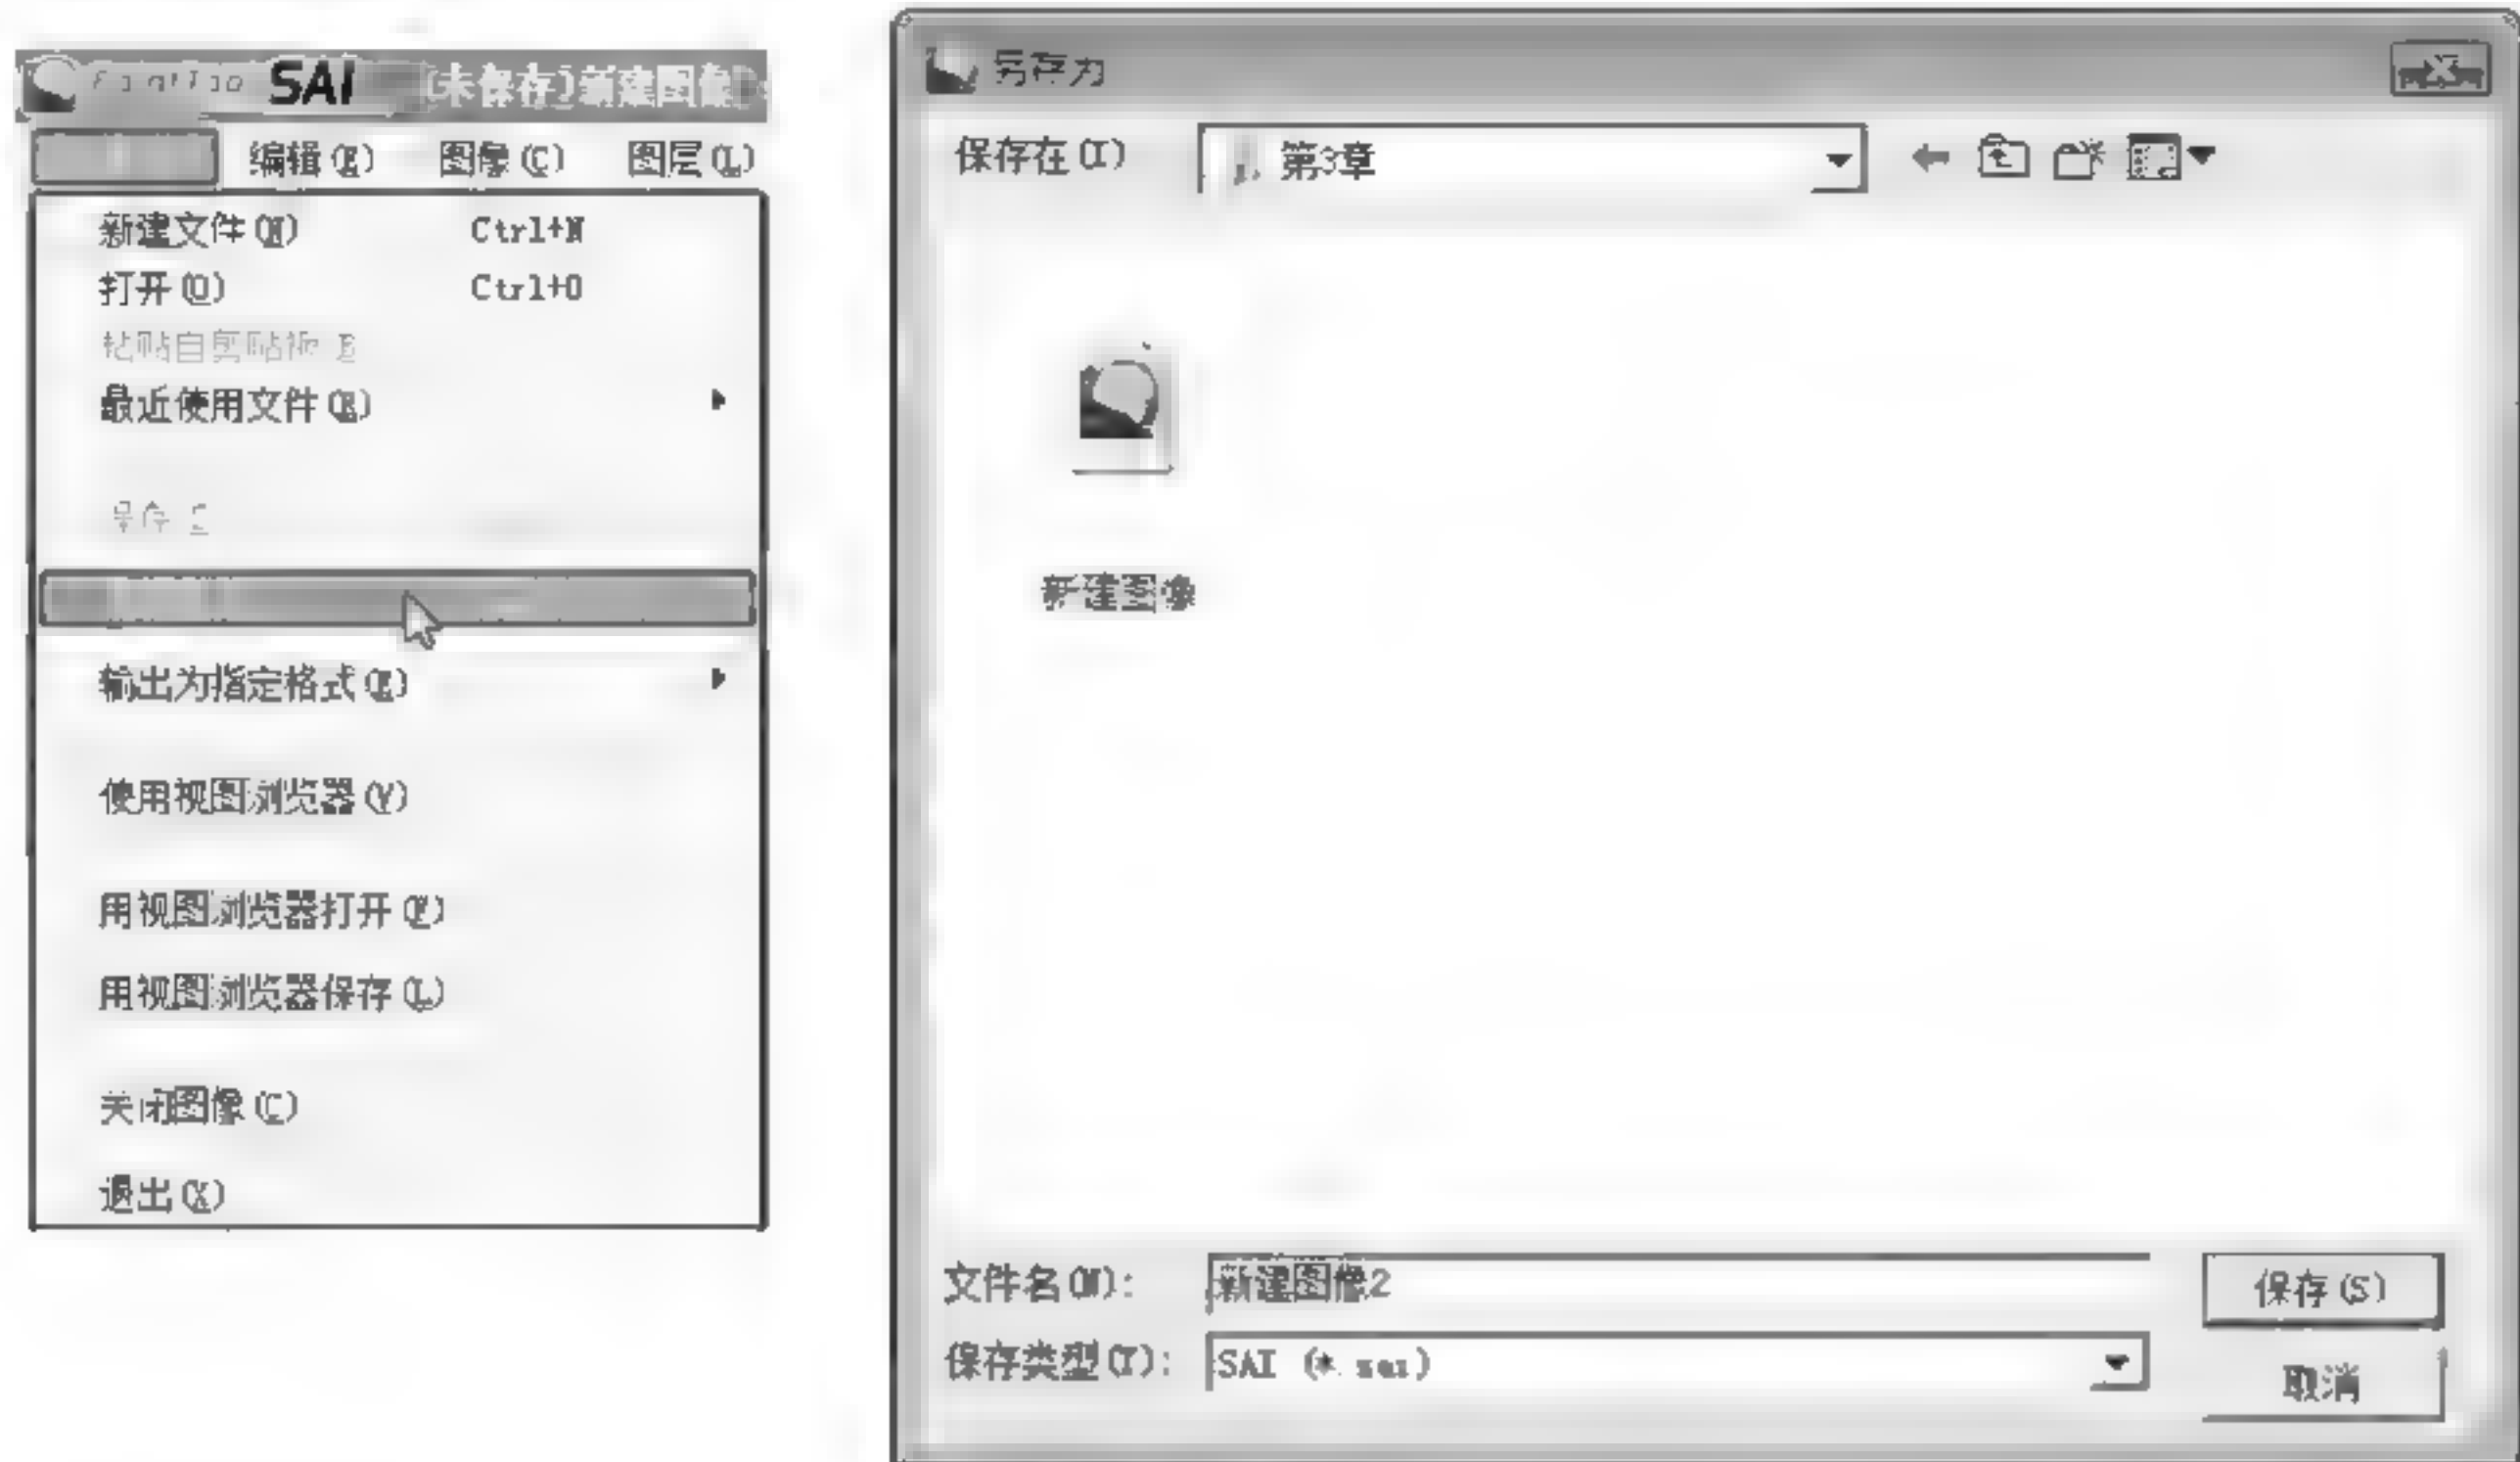 SAI (未保存)新建图像
编辑(E) 图像(C) 图层(L)
新建文件(N) Ctrl+N
打开(O) Ctrl+O
最近使用文件(R)
输出为指定格式(E)
使用视图浏览器(V)
用视图浏览器打开(F)
用视图浏览器保存(L)
关闭图像(C)
退出(X)
另存为
保存在(I) 第3章
新建图像
文件名(N): 新建图像2
保存(S)
保存类型(T): SAI (*.sai)
取消